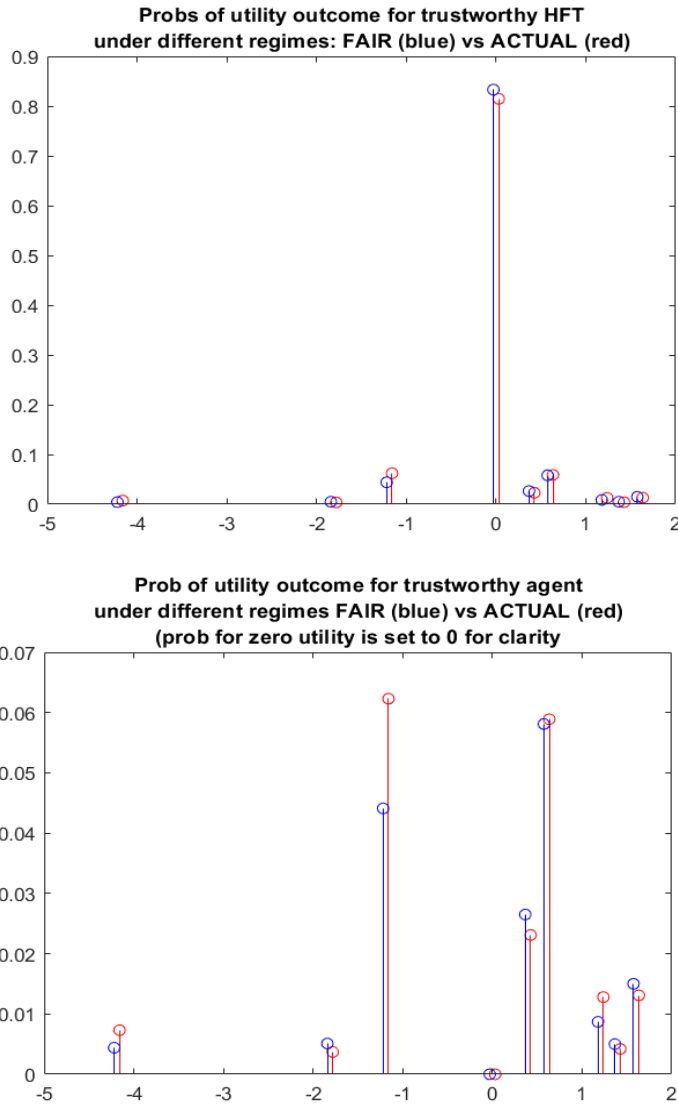 Probs of utility outcome for trustworthy HFT
under different regimes: FAIR (blue) vs ACTUAL (red)
0.9
0.8
0.7
0.6
0.5
0.4
0.3
0.2
0.1
0
-5 -4 -3 -2 -1 0 1 2
Prob of utility outcome for trustworthy agent
under different regimes FAIR (blue) vs ACTUAL (red)
(prob for zero utility is set to 0 for clarity
0.07
0.06
0.05
0.04
0.03
0.02
0.01
0
-5 -4 -3 -2 -1 0 1 2